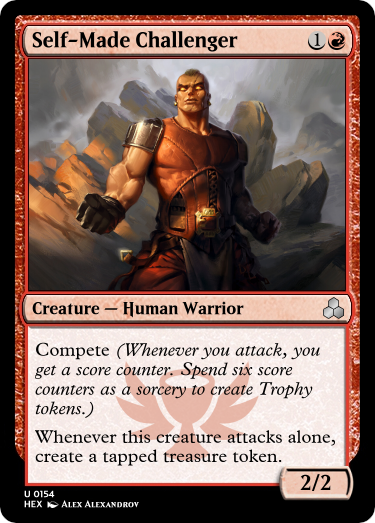 Self-Made Challenger
1
Creature — Human Warrior
Compete (Whenever you attack, you
get a score counter. Spend six score
counters as a sorcery to create Trophy
tokens.)
Whenever this creature attacks alone,
create a tapped treasure token.
2/2
U 0154
HEX Alex Alexandrov